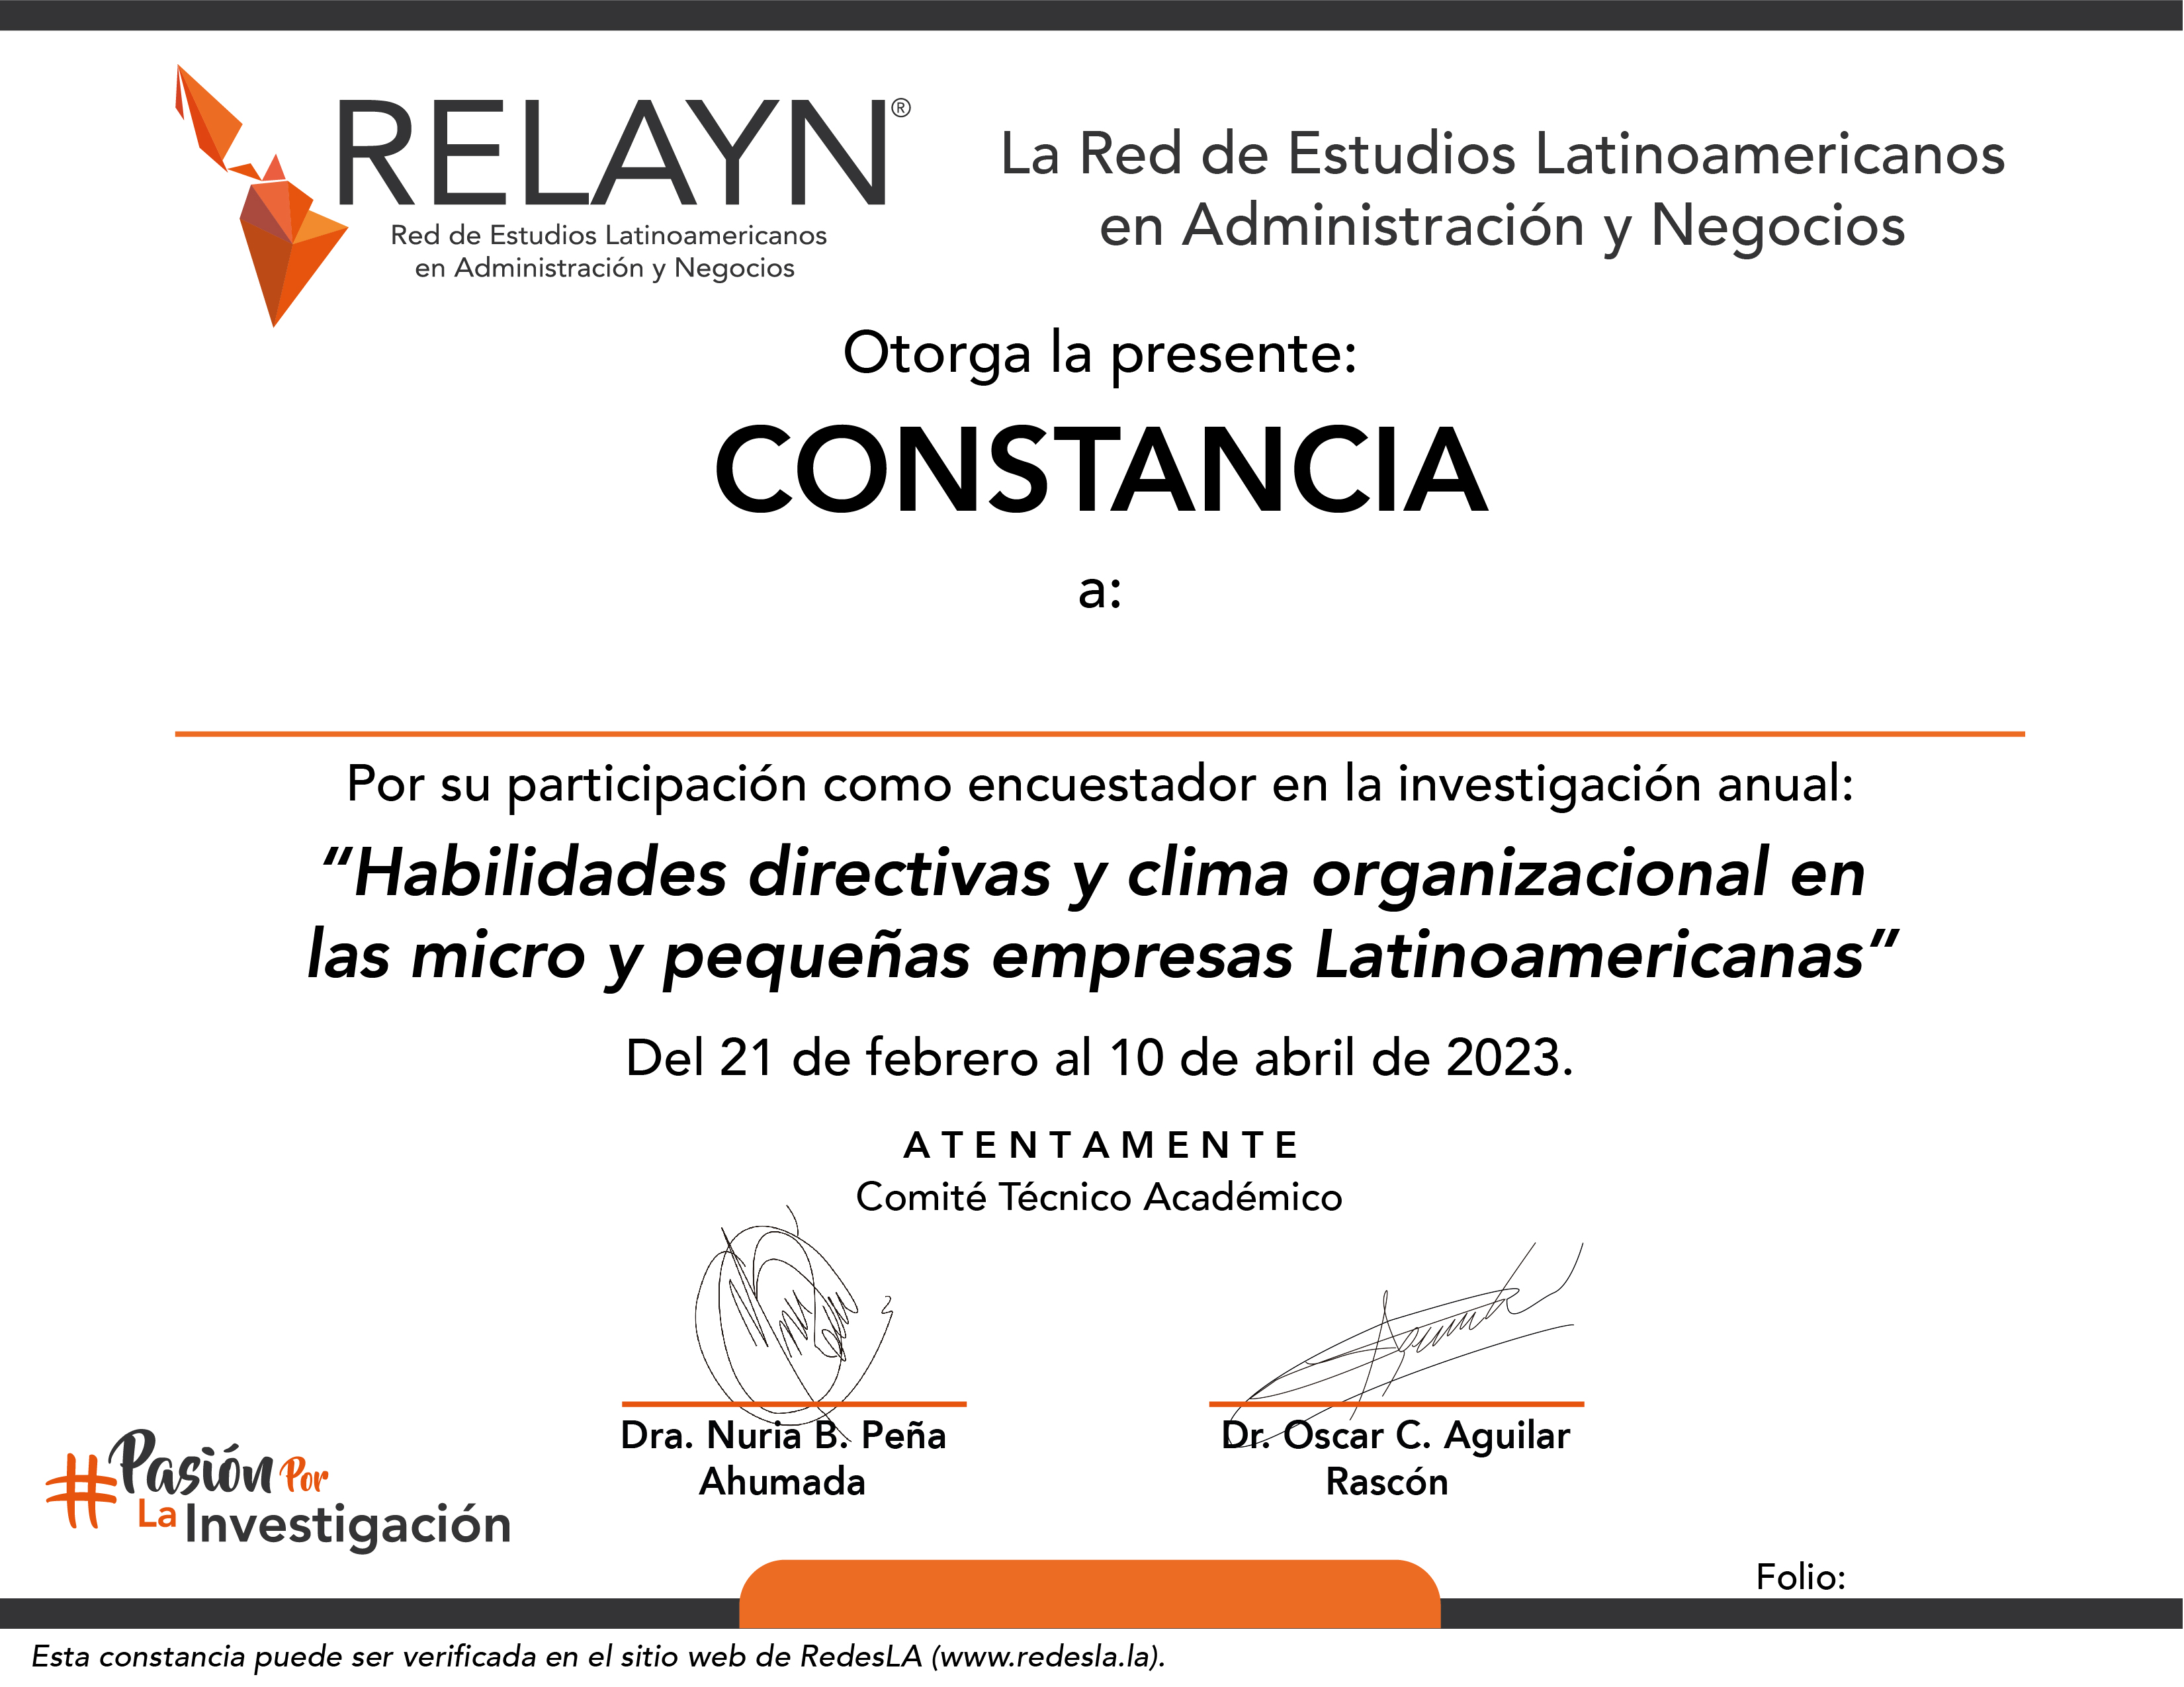 RELAYN®
Red de Estudios Latinoamericanos
en Administración y Negocios
La Red de Estudios Latinoamericanos
en Administración y Negocios
Otorga la presente:
CONSTANCIA
a:
Por su participación como encuestador en la investigación anual:
“Habilidades directivas y clima organizacional en
las micro y pequeñas empresas Latinoamericanas”
Del 21 de febrero al 10 de abril de 2023.
ATENTAMENTE
Comité Técnico Académico
Dra. Nuria B. Peña
Ahumada
Dr. Oscar C. Aguilar
Rascón
#Pasión Por
La Investigación
Folio:
Esta constancia puede ser verificada en el sitio web de RedesLA (www.redesla.la).